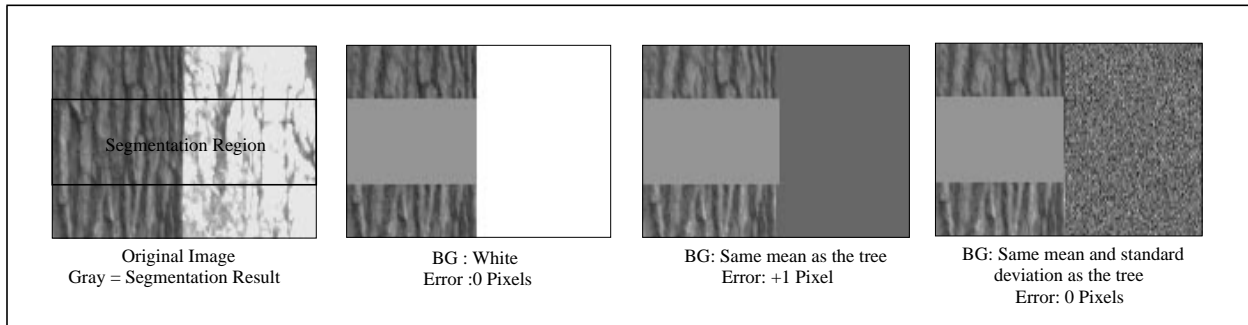 Segmentation Region
Original Image
Gray = Segmentation Result
BG : White
Error :0 Pixels
BG: Same mean as the tree
Error: +1 Pixel
BG: Same mean and standard
deviation as the tree
Error: 0 Pixels